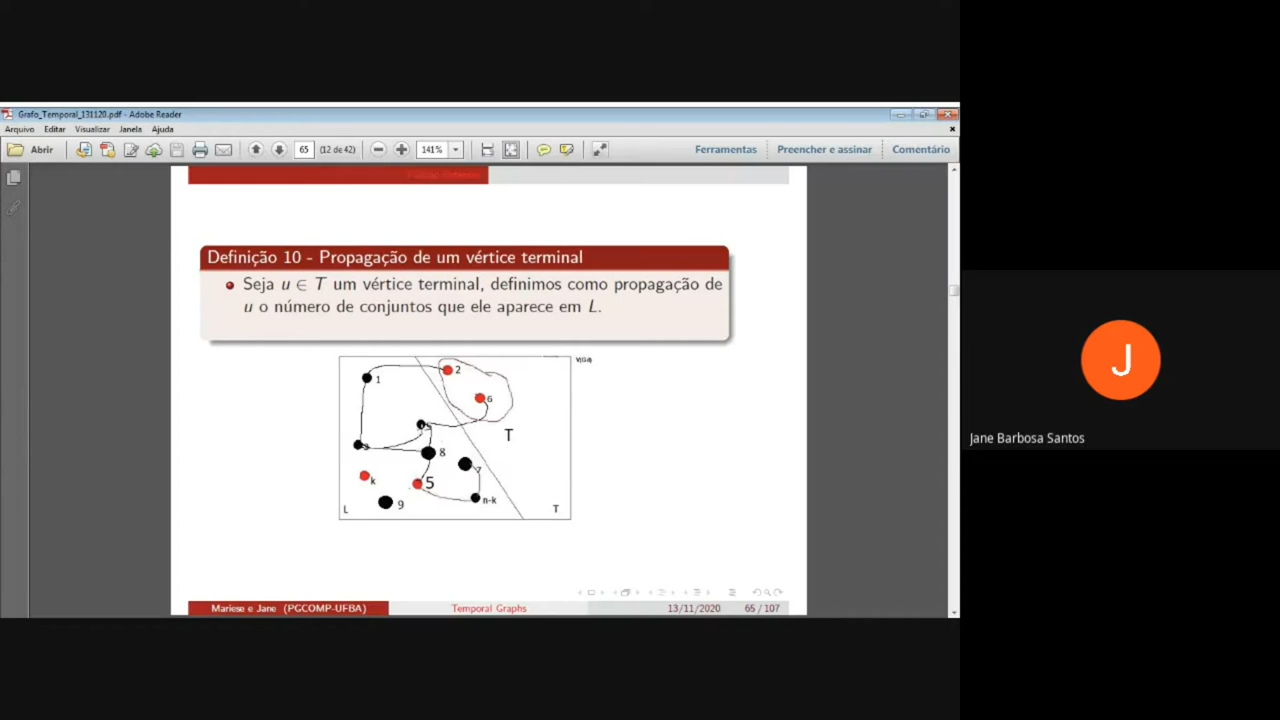 Grafo_Temporal_131120.pdf - Adobe Reader
Arquivo Editar Visualizar Janela Ajuda
Abrir 65 (12 de 42) 141% Ferramentas Preencher e assinar Comentário
Definição 10 - Propagação de um vértice terminal
Seja u ∈ T um vértice terminal, definimos como propagação de
u o número de conjuntos que ele aparece em L.
2
1
6
T
8
7
k
5
n-k
9
L
T
Jane Barbosa Santos
J
Mariese e Jane (PGCOMP-UFBA) Temporal Graphs 13/11/2020 65 / 107